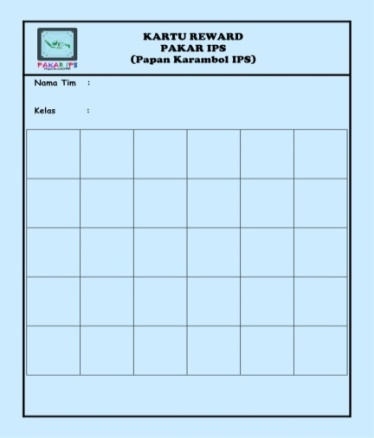 PAKAR IPS
KARTU REWARD
PAKAR IPS
(Papan Karambol IPS)
Nama Tim :
Kelas :